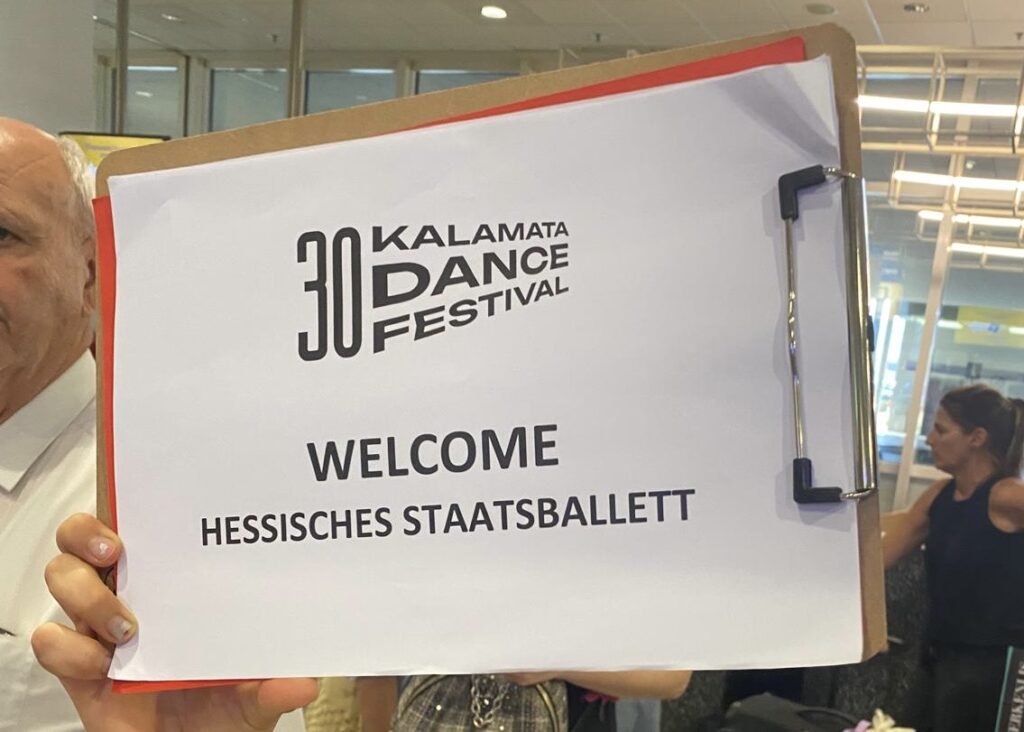 30 KALAMATA
DANCE
FESTIVAL
WELCOME
HESSISCHES STAATSBALLETT